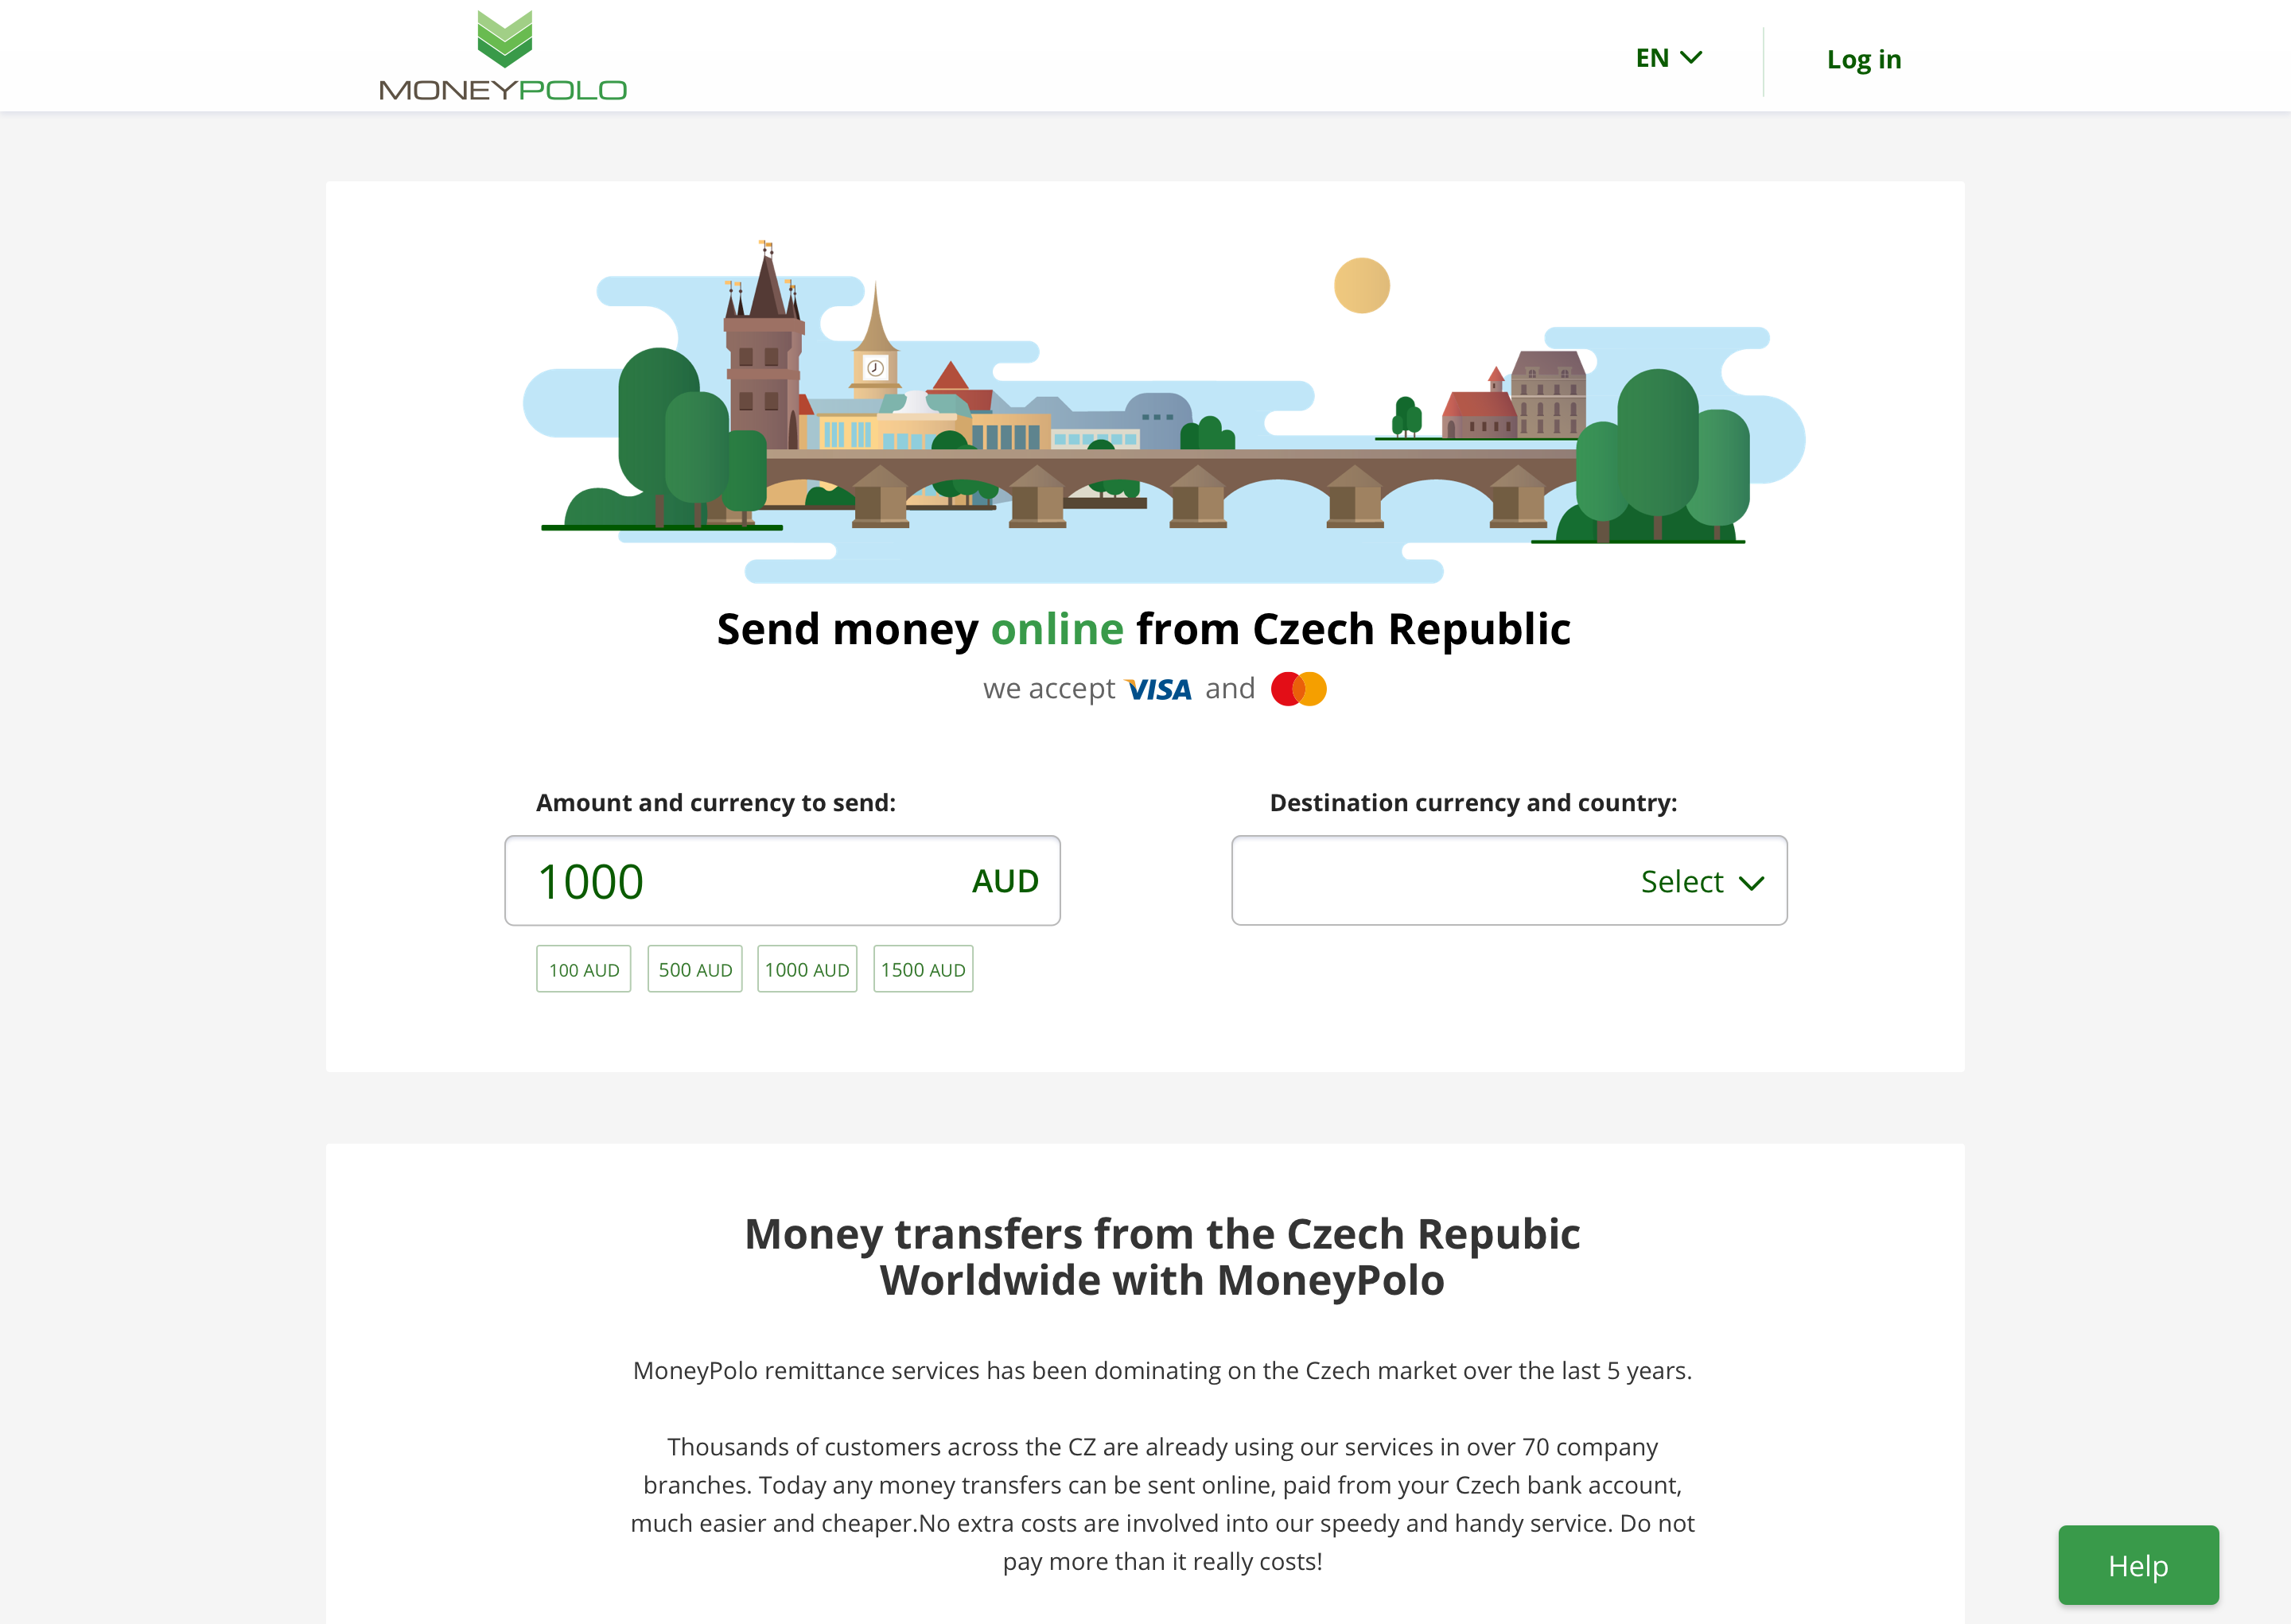 MONEYPOLO
EN
Log in
Send money online from Czech Republic
we accept VISA and
Amount and currency to send:
Destination currency and country:
1000 AUD
Select
100 AUD
500 AUD
1000 AUD
1500 AUD
Money transfers from the Czech Repubic
Worldwide with MoneyPolo
MoneyPolo remittance services has been dominating on the Czech market over the last 5 years.
Thousands of customers across the CZ are already using our services in over 70 company
branches. Today any money transfers can be sent online, paid from your Czech bank account,
much easier and cheaper.No extra costs are involved into our speedy and handy service. Do not
pay more than it really costs!
Help